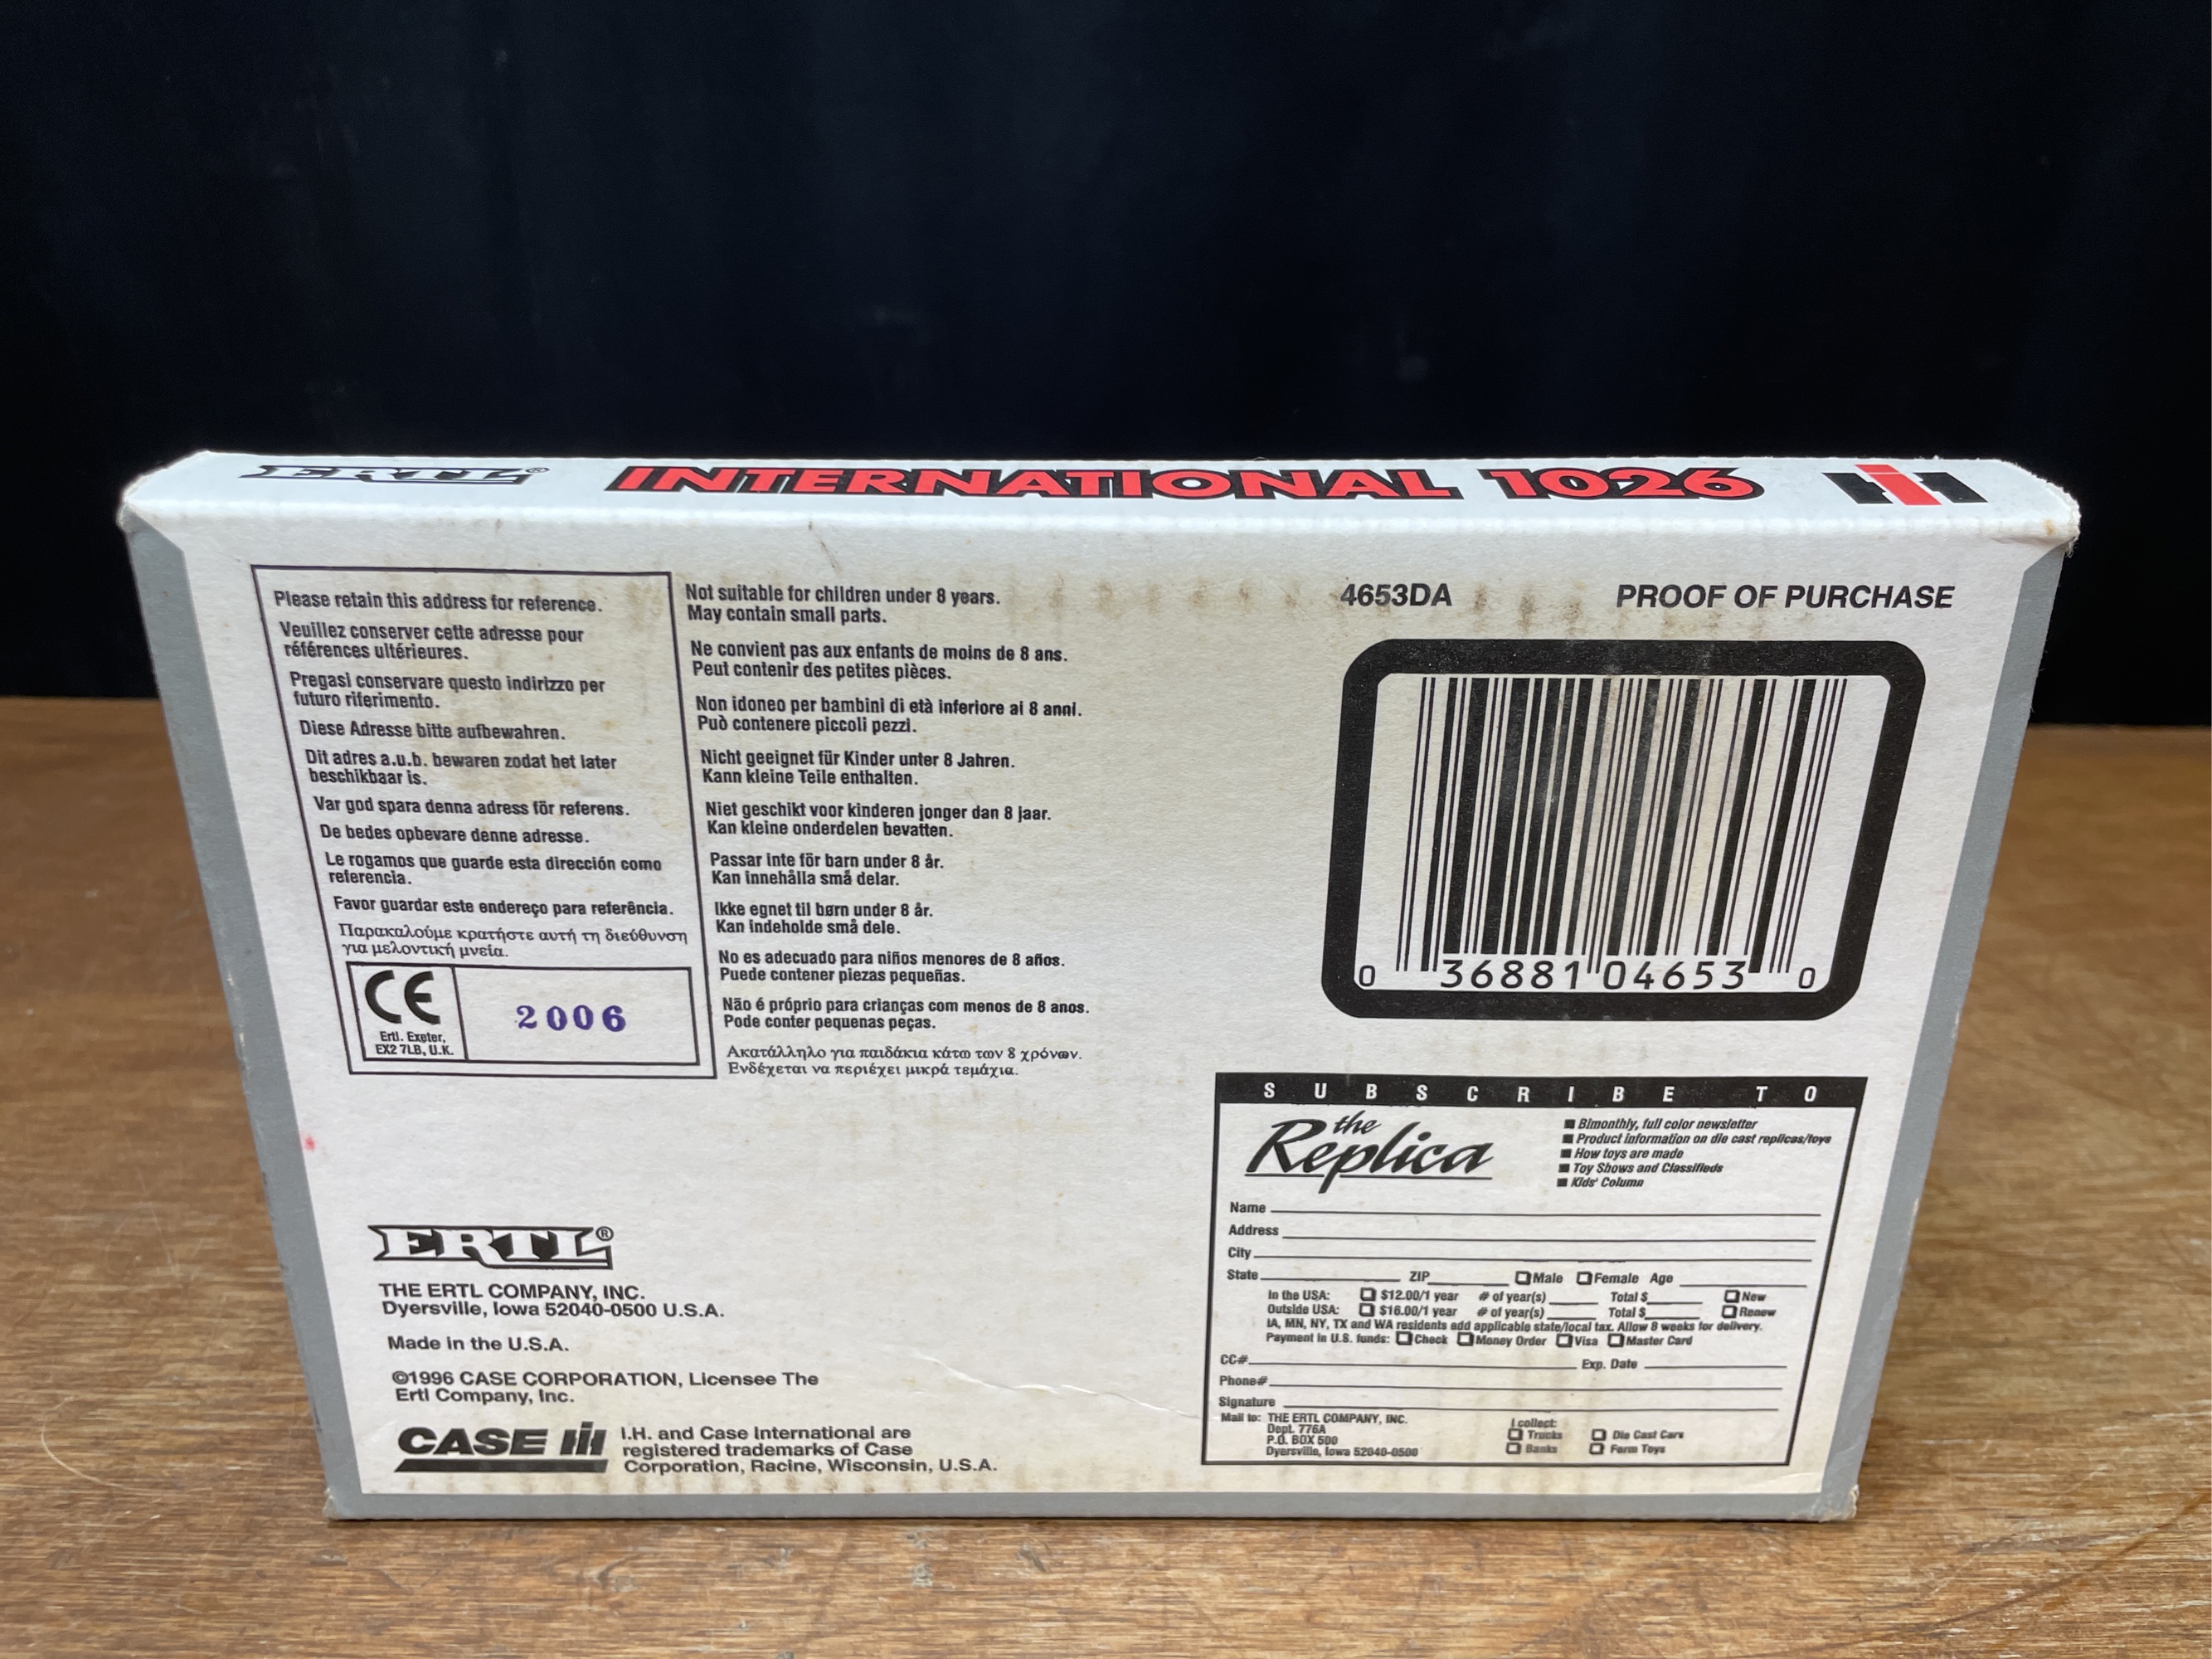 ERTL®
INTERNATIONAL 1026
IH
Please retain this address for reference.
Veuillez conserver cette adresse pour
références ultérieures.
Pregasi conservare questo indirizzo per
futuro riferimento.
Diese Adresse bitte aufbewahren.
Dit adres a.u.b. bewaren zodat het later
beschikbaar is.
Var god spara denna adress för referens.
De bedes opbevare denne adresse.
Le rogamos que guarde esta dirección como
referencia.
Favor guardar este endereço para referência.
Παρακαλούμε κρατήστε αυτή τη διεύθυνση
για μελοντική μνεία.
CE
Ertl. Exeter,
EX2 7LB, U.K.
2006
Not suitable for children under 8 years.
May contain small parts.
Ne convient pas aux enfants de moins de 8 ans.
Peut contenir des petites pièces.
Non idoneo per bambini di età inferiore ai 8 anni.
Può contenere piccoli pezzi.
Nicht geeignet für Kinder unter 8 Jahren.
Kann kleine Teile enthalten.
Niet geschikt voor kinderen jonger dan 8 jaar.
Kan kleine onderdelen bevatten.
Passar inte för barn under 8 år.
Kan innehålla små delar.
Ikke egnet til børn under 8 år.
Kan indeholde små dele.
No es adecuado para niños menores de 8 años.
Puede contener piezas pequeñas.
Não é próprio para crianças com menos de 8 anos.
Pode conter pequenas peças.
Ακατάλληλο για παιδάκια κάτω των 8 χρόνων.
Ενδέχεται να περιέχει μικρά τεμάχια.
4653DA
PROOF OF PURCHASE
0 36881 04653 0
SUBSCRIBE TO
the
Replica
■ Bimonthly, full color newsletter
■ Product information on die cast replicas/toys
■ How toys are made
■ Toy Shows and Classifieds
■ Kids' Column
Name
Address
City
State ZIP ☐ Male ☐ Female Age
In the USA: ☐ $12.00/1 year # of year(s) Total $ ☐ New
Outside USA: ☐ $16.00/1 year # of year(s) Total $ ☐ Renew
IA, MN, NY, TX and WA residents add applicable state/local tax. Allow 8 weeks for delivery.
Payment in U.S. funds: ☐ Check ☐ Money Order ☐ Visa ☐ Master Card
CC# Exp. Date
Phone#
Signature
Mail to: THE ERTL COMPANY, INC.
Dept. 776A
P.O. BOX 500
Dyersville, Iowa 52040-0500
I collect:
☐ Trucks ☐ Die Cast Cars
☐ Banks ☐ Farm Toys
ERTL®
THE ERTL COMPANY, INC.
Dyersville, Iowa 52040-0500 U.S.A.
Made in the U.S.A.
©1996 CASE CORPORATION, Licensee The
Ertl Company, Inc.
CASE IH
I.H. and Case International are
registered trademarks of Case
Corporation, Racine, Wisconsin, U.S.A.